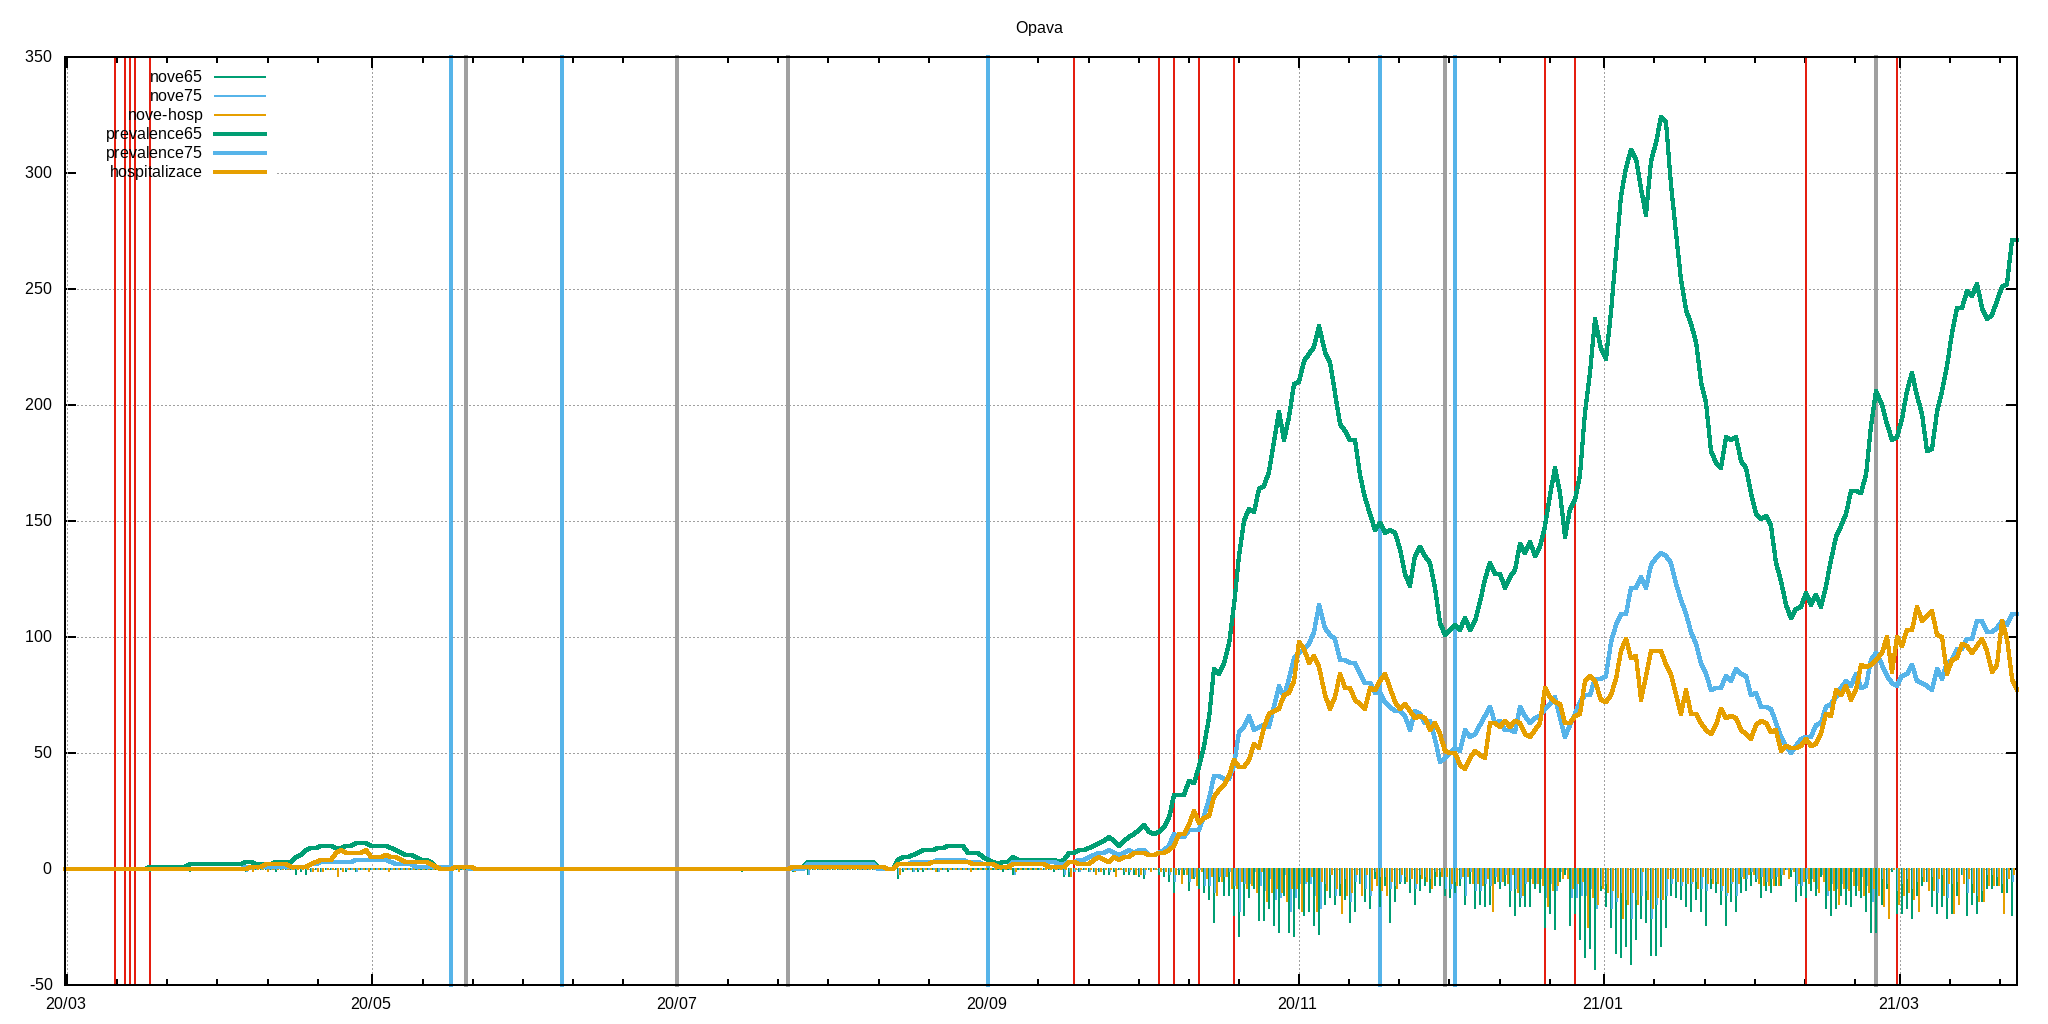 Opava
350
nove65
nove75
nove-hosp
prevalence65
prevalence75
hospitalizace
300
250
200
150
100
50
0
-50
20/03 20/05 20/07 20/09 20/11 21/01 21/03